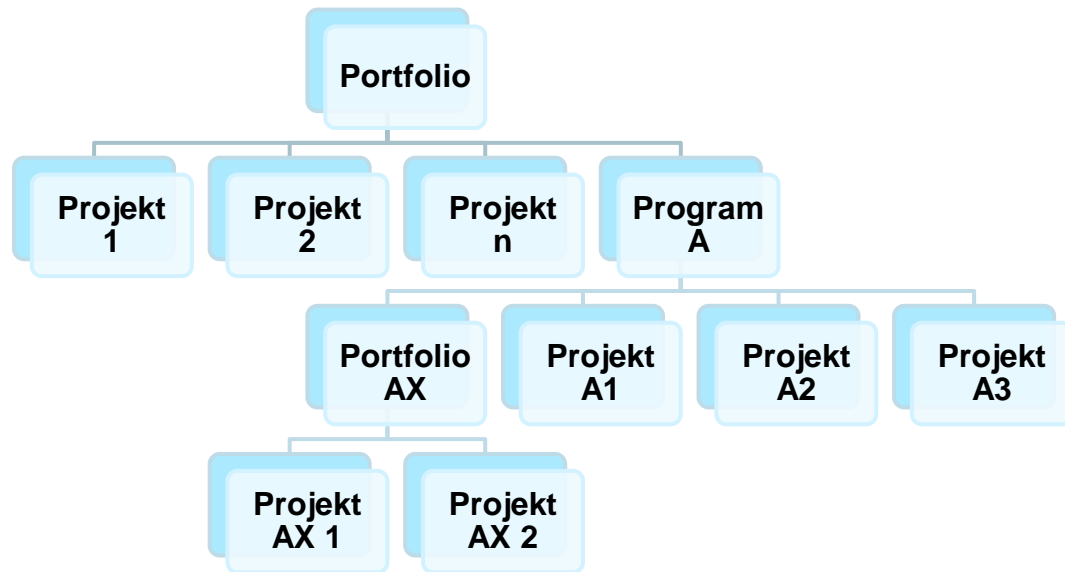 Portfolio
Projekt
1
Projekt
2
Projekt
n
Program
A
Portfolio
AX
Projekt
A1
Projekt
A2
Projekt
A3
Projekt
AX 1
Projekt
AX 2